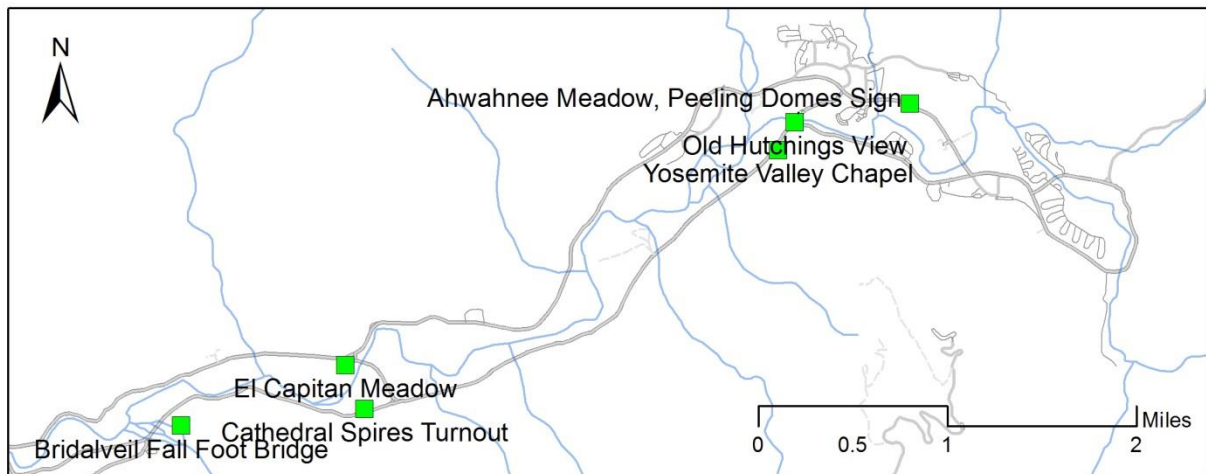 N
Ahwahnee Meadow, Peeling Domes Sign
Old Hutchings View
Yosemite Valley Chapel
El Capitan Meadow
Cathedral Spires Turnout
Bridalveil Fall Foot Bridge
Miles
0 0.5 1 2